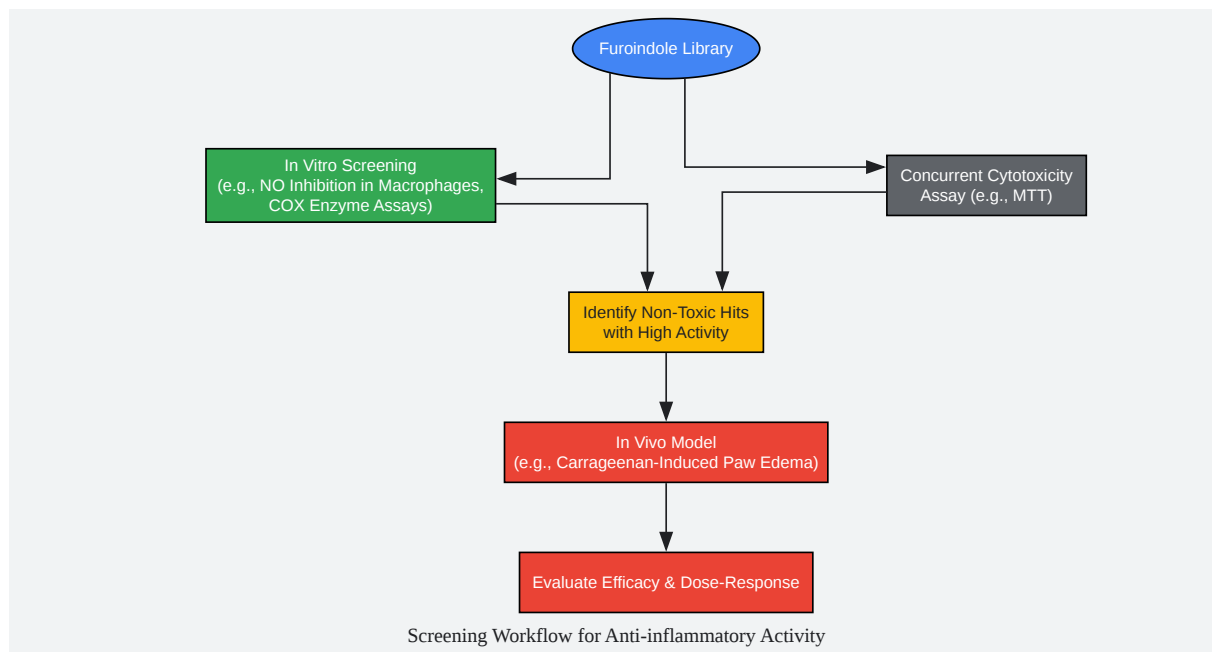 Furoindole Library
In Vitro Screening
(e.g., NO Inhibition in Macrophages,
COX Enzyme Assays)
Concurrent Cytotoxicity
Assay (e.g., MTT)
Identify Non-Toxic Hits
with High Activity
In Vivo Model
(e.g., Carrageenan-Induced Paw Edema)
Evaluate Efficacy & Dose-Response
Screening Workflow for Anti-inflammatory Activity